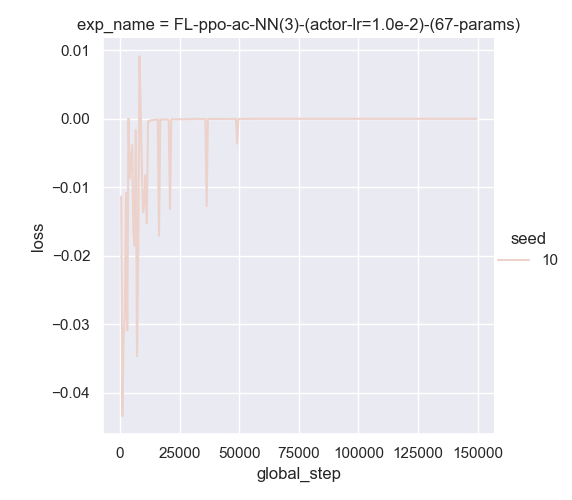 exp_name = FL-ppo-ac-NN(3)-(actor-lr=1.0e-2)-(67-params)
0.01
0.00
−0.01
−0.02
−0.03
−0.04
loss
0 25000 50000 75000 100000 125000 150000
global_step
seed
10